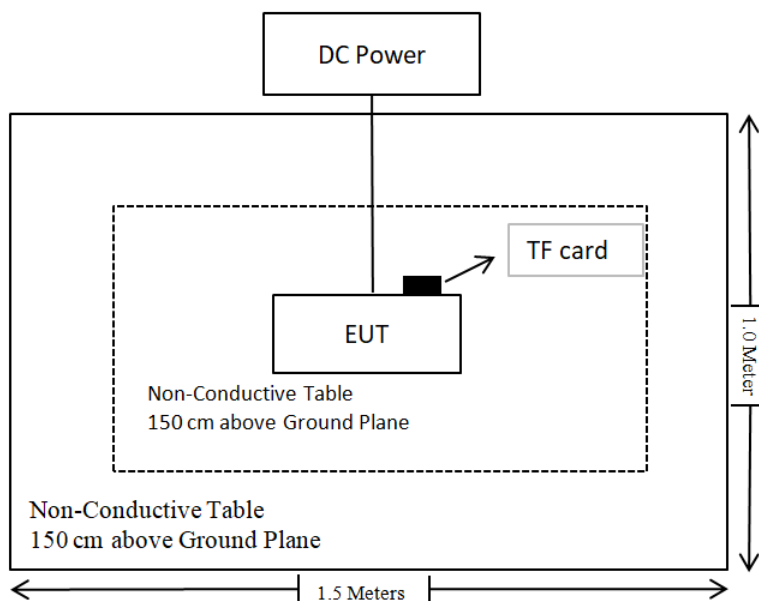 DC Power
TF card
EUT
Non-Conductive Table
150 cm above Ground Plane
1.0 Meter
Non-Conductive Table
150 cm above Ground Plane
1.5 Meters